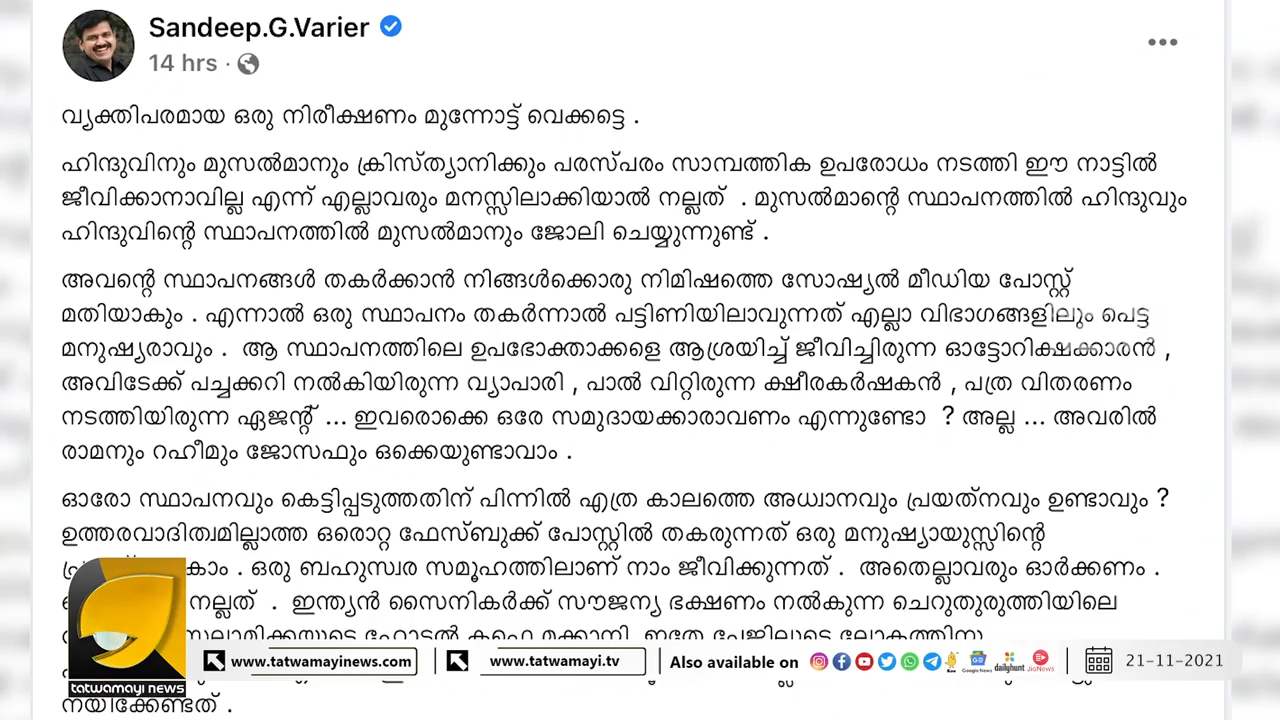 Sandeep.G.Varier
14 hrs ·
വ്യക്തിപരമായ ഒരു നിരീക്ഷണം മുന്നോട്ട് വെക്കട്ടെ .
ഹിന്ദുവിനും മുസൽമാനും ക്രിസ്ത്യാനിക്കും പരസ്പരം സാമ്പത്തിക ഉപരോധം നടത്തി ഈ നാട്ടിൽ
ജീവിക്കാനാവില്ല എന്ന് എല്ലാവരും മനസ്സിലാക്കിയാൽ നല്ലത് . മുസൽമാന്റെ സ്ഥാപനത്തിൽ ഹിന്ദുവും
ഹിന്ദുവിന്റെ സ്ഥാപനത്തിൽ മുസൽമാനും ജോലി ചെയ്യുന്നുണ്ട് .
അവന്റെ സ്ഥാപനങ്ങൾ തകർക്കാൻ നിങ്ങൾക്കൊരു നിമിഷത്തെ സോഷ്യൽ മീഡിയ പോസ്റ്റ്
മതിയാകും . എന്നാൽ ഒരു സ്ഥാപനം തകർന്നാൽ പട്ടിണിയിലാവുന്നത് എല്ലാ വിഭാഗങ്ങളിലും പെട്ട
മനുഷ്യരാവും . ആ സ്ഥാപനത്തിലെ ഉപഭോക്താക്കളെ ആശ്രയിച്ച് ജീവിച്ചിരുന്ന ഓട്ടോറിക്ഷക്കാരൻ ,
അവിടേക്ക് പച്ചക്കറി നൽകിയിരുന്ന വ്യാപാരി , പാൽ വിറ്റിരുന്ന ക്ഷീരകർഷകൻ , പത്ര വിതരണം
നടത്തിയിരുന്ന ഏജന്റ് ... ഇവരൊക്കെ ഒരേ സമുദായക്കാരാവണം എന്നുണ്ടോ ? അല്ല ... അവരിൽ
രാമനും റഹീമും ജോസഫും ഒക്കെയുണ്ടാവാം .
ഓരോ സ്ഥാപനവും കെട്ടിപ്പടുത്തതിന് പിന്നിൽ എത്ര കാലത്തെ അധ്വാനവും പ്രയത്നവും ഉണ്ടാവും ?
ഉത്തരവാദിത്വമില്ലാത്ത ഒരൊറ്റ ഫേസ്ബുക്ക് പോസ്റ്റിൽ തകരുന്നത് ഒരു മനുഷ്യായുസ്സിന്റെ
ഒരു ബഹുസ്വര സമൂഹത്തിലാണ് നാം ജീവിക്കുന്നത് . അതെല്ലാവരും ഓർക്കണം .
നല്ലത് . ഇന്ത്യൻ സൈനികർക്ക് സൗജന്യ ഭക്ഷണം നൽകുന്ന ചെറുതുരുത്തിയിലെ
നയിക്കേണ്ടത് .
tatwamayi news
www.tatwamayinews.com
www.tatwamayi.tv
Also available on
Google News
dailyhunt
JioNews
21-11-2021